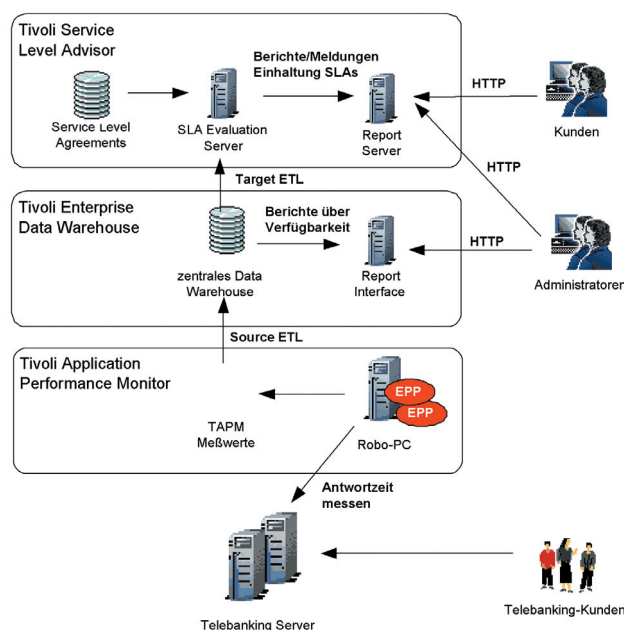 Tivoli Service
Level Advisor
Berichte/Meldungen
Einhaltung SLAs
HTTP
Service Level
Agreements
SLA Evaluation
Server
Report
Server
Kunden
HTTP
Target ETL
Tivoli Enterprise
Data Warehouse
Berichte über
Verfügbarkeit
HTTP
zentrales Data
Warehouse
Report
Interface
Administratoren
Source ETL
Tivoli Application
Performance Monitor
EPP
EPP
TAPM
Meßwerte
Robo-PC
Antwortzeit
messen
Telebanking Server
Telebanking-Kunden